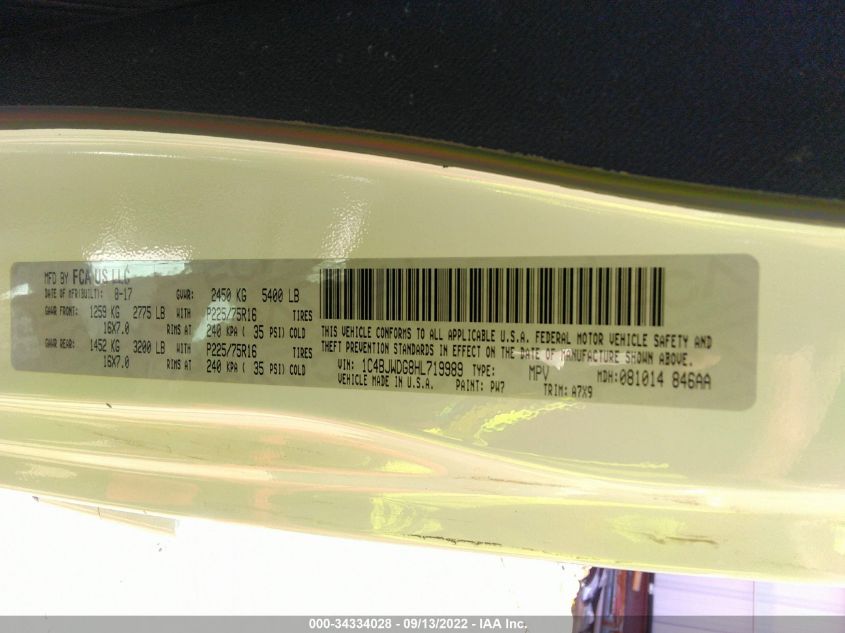 MFD BY FCA US LLC
DATE OF MFR(BUILT): 8-17 GVWR: 2450 KG 5400 LB
GAWR FRONT: 1259 KG 2775 LB WITH P225/75R16 TIRES
16X7.0 RIMS AT 240 KPA ( 35 PSI) COLD
GAWR REAR: 1452 KG 3200 LB WITH P225/75R16 TIRES
16X7.0 RIMS AT 240 KPA ( 35 PSI) COLD
THIS VEHICLE CONFORMS TO ALL APPLICABLE U.S.A. FEDERAL MOTOR VEHICLE SAFETY AND
THEFT PREVENTION STANDARDS IN EFFECT ON THE DATE OF MANUFACTURE SHOWN ABOVE.
VIN: 1C4BJWDG8HL719989 TYPE: MPV MDH:081014 846AA
VEHICLE MADE IN U.S.A. PAINT: PW7 TRIM: A7X9
000-34334028 - 09/13/2022 - IAA Inc.